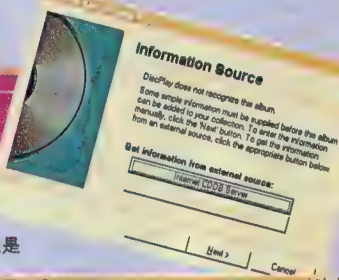 Information Source
DiscPlay does not recognize this album.
Some simple information must be supplied before this album
can be added to your collection. To enter the information
manually, click the 'Next' button. To get the information
from an external source, click the appropriate button below.
Get information from external source:
Internet CDDB Server
是
Next >
Cancel